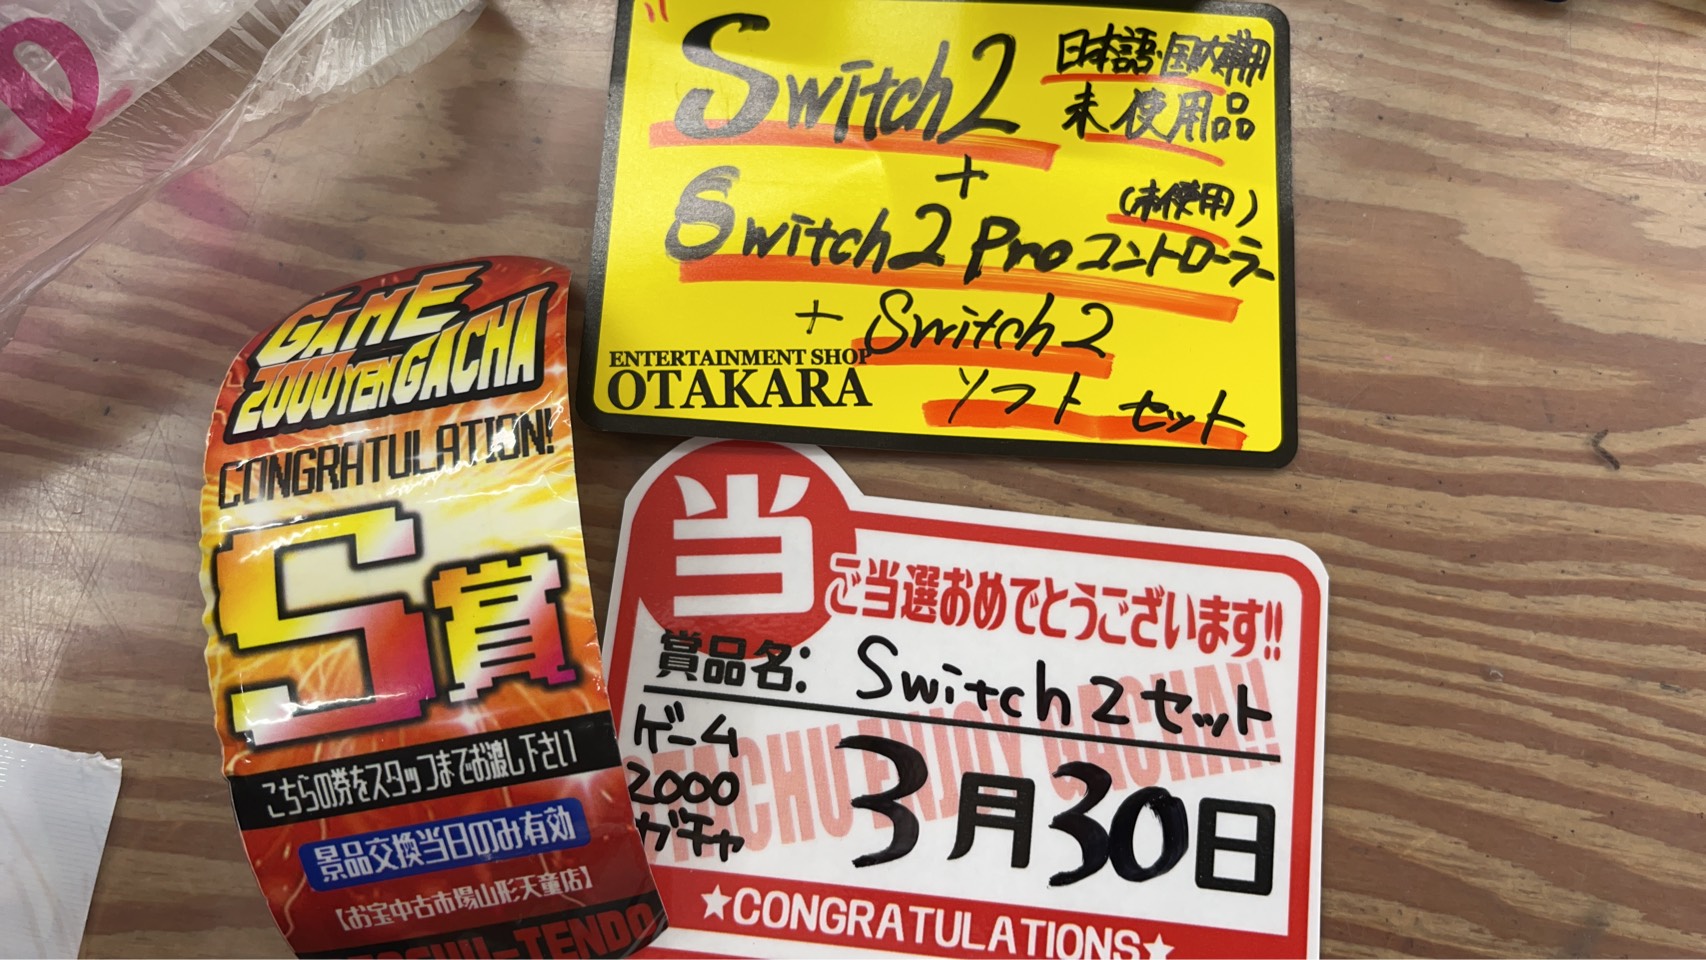 Switch2
日本語・国内専用
未使用品
+
Switch2 Pro コントローラー
(未使用)
+ Switch2
ソフト セット
ENTERTAINMENT SHOP
OTAKARA
GAME
2000YEN GACHA
CONGRATULATION!
S賞
こちらの券をスタッフまでお渡し下さい
景品交換当日のみ有効
【お宝中古市場山形天童店】
CHU-TENDO
当
ご当選おめでとうございます!!
賞品名: Switch2セット
ゲーム
2000
ガチャ
3月30日
ACHU ENJOY GACHA!!
★CONGRATULATIONS★